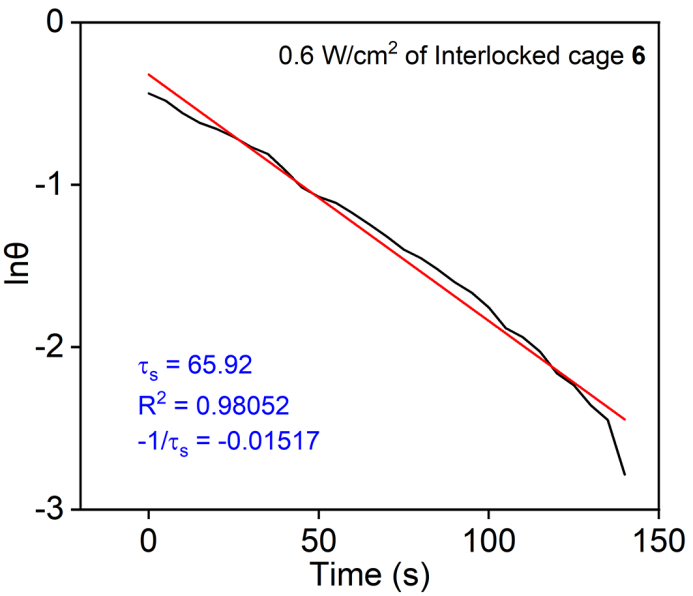 0
0.6 W/cm² of Interlocked cage 6
-1
lnθ
-2
τₛ = 65.92
R² = 0.98052
-1/τₛ = -0.01517
-3
0 50 100 150
Time (s)